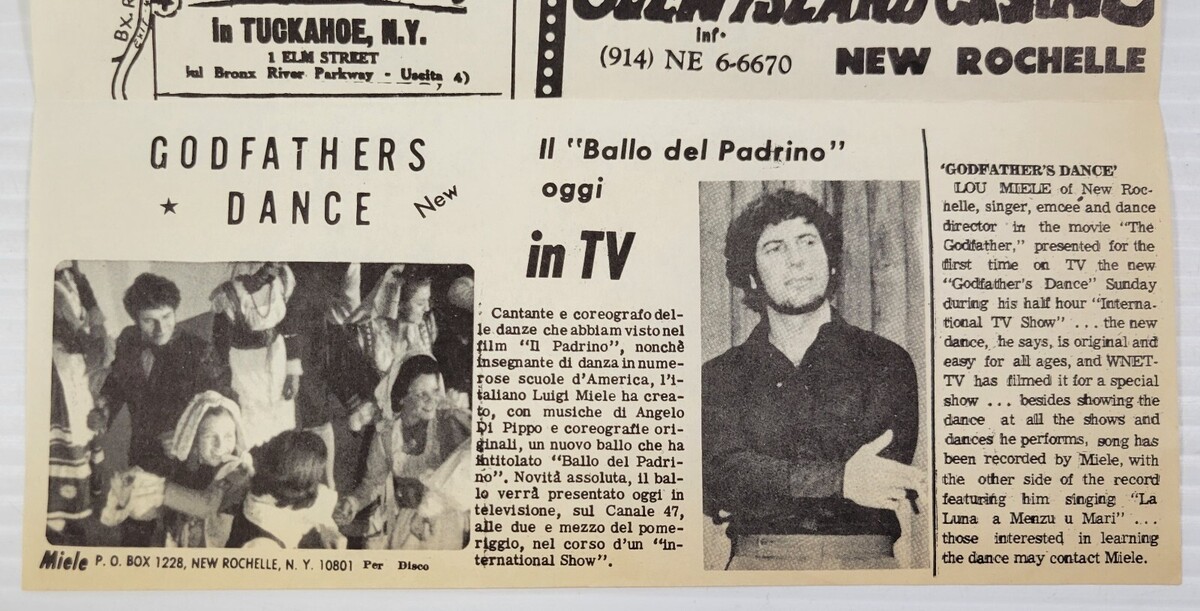 BX.R
exit
in TUCKAHOE, N.Y.
1 ELM STREET
sul Bronx River Parkway - Uscita 4)
GLEN ISLAND CASINO
inf.
(914) NE 6-6670
NEW ROCHELLE
GODFATHERS
★ DANCE
New
Miele P. O. BOX 1228, NEW ROCHELLE, N. Y. 10801 Per Disco
Il "Ballo del Padrino"
oggi
in TV
Cantante e coreografo del-
le danze che abbiam visto nel
film "Il Padrino", nonchè
insegnante di danza in nume-
rose scuole d'America, l'i-
taliano Luigi Miele ha crea-
to, con musiche di Angelo
Di Pippo e coreografie ori-
ginali, un nuovo ballo che ha
intitolato "Ballo del Padri-
no". Novità assoluta, il bal-
lo verrà presentato oggi in
televisione, sul Canale 47,
alle due e mezzo del pome-
riggio, nel corso d'un "in-
ternational Show".
'GODFATHER'S DANCE'
LOU MIELE of New Roc-
helle, singer, emcee and dance
director in the movie "The
Godfather," presented for the
first time on TV the new
"Godfather's Dance" Sunday
during his half hour "Interna-
tional TV Show" ... the new
dance, he says, is original and
easy for all ages, and WNET-
TV has filmed it for a special
show ... besides showing the
dance at all the shows and
dances he performs, song has
been recorded by Miele, with
the other side of the record
featuring him singing "La
Luna a Menzu u Mari" ...
those interested in learning
the dance may contact Miele.